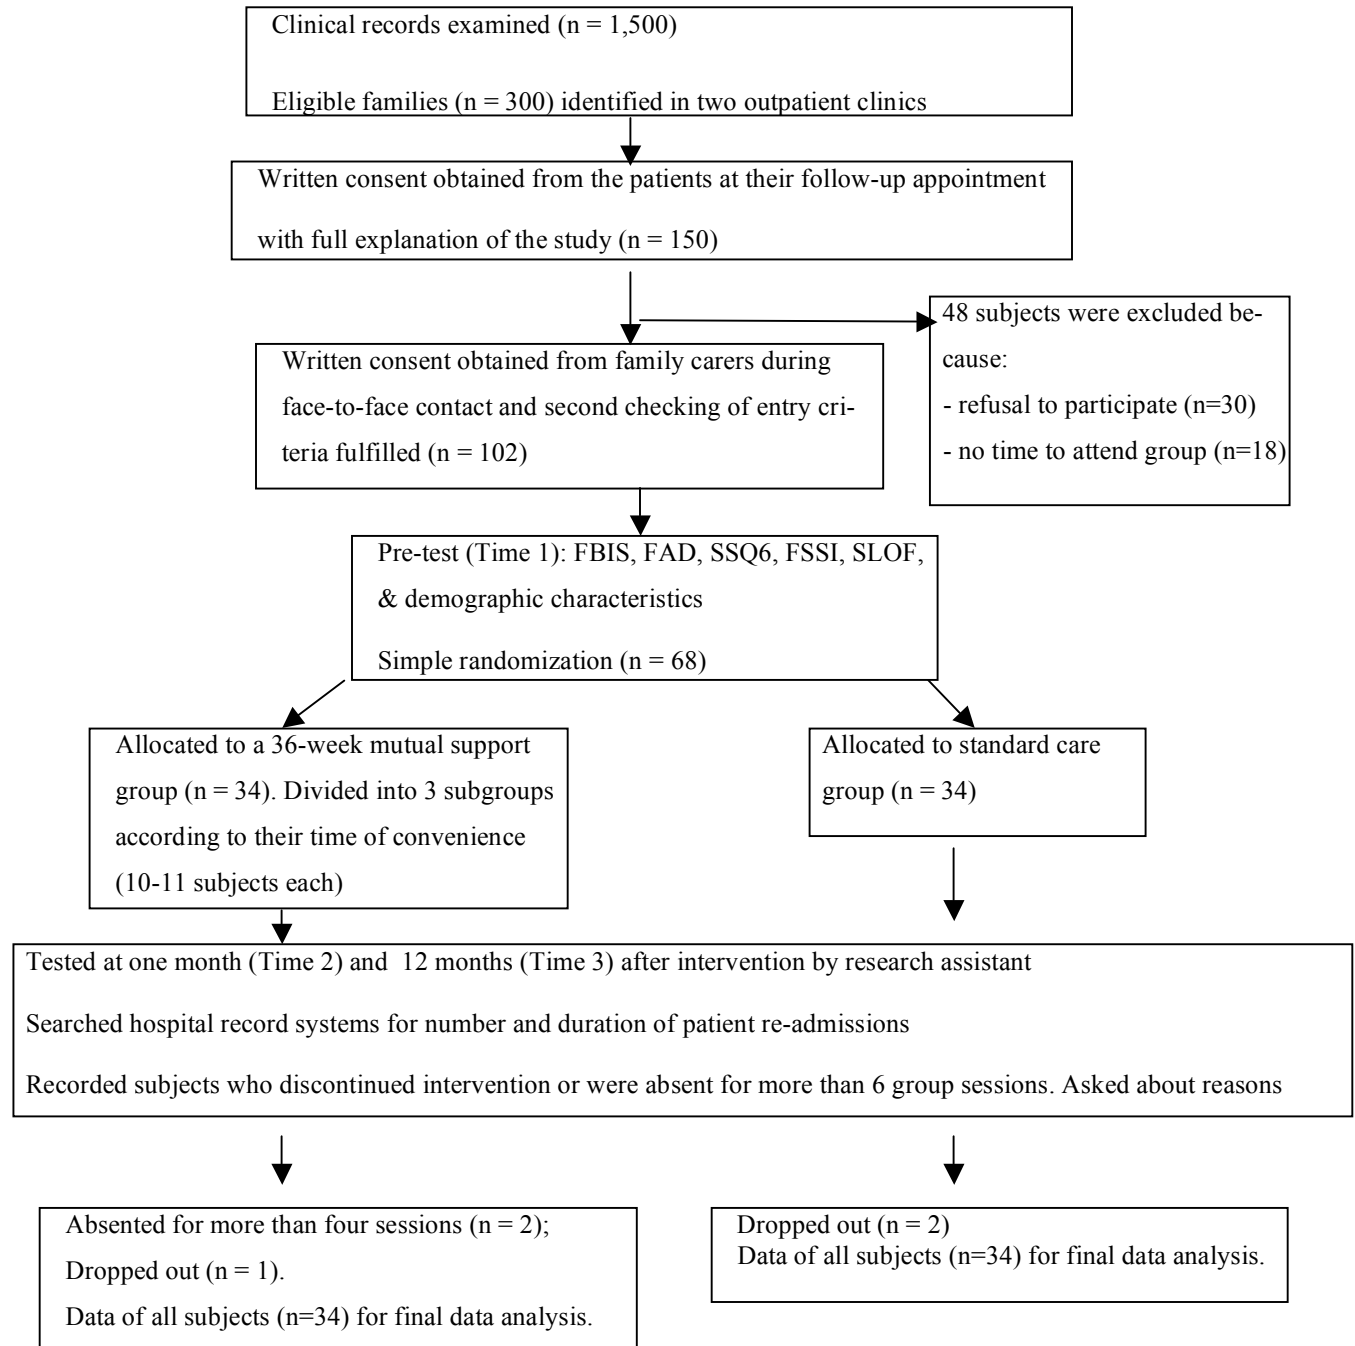 Clinical records examined (n = 1,500)
Eligible families (n = 300) identified in two outpatient clinics
Written consent obtained from the patients at their follow-up appointment
with full explanation of the study (n = 150)
48 subjects were excluded be-
cause:
- refusal to participate (n=30)
- no time to attend group (n=18)
Written consent obtained from family carers during
face-to-face contact and second checking of entry cri-
teria fulfilled (n = 102)
Pre-test (Time 1): FBIS, FAD, SSQ6, FSSI, SLOF,
& demographic characteristics
Simple randomization (n = 68)
Allocated to a 36-week mutual support
group (n = 34). Divided into 3 subgroups
according to their time of convenience
(10-11 subjects each)
Allocated to standard care
group (n = 34)
Tested at one month (Time 2) and  12 months (Time 3) after intervention by research assistant
Searched hospital record systems for number and duration of patient re-admissions
Recorded subjects who discontinued intervention or were absent for more than 6 group sessions. Asked about reasons
Absented for more than four sessions (n = 2);
Dropped out (n = 1).
Data of all subjects (n=34) for final data analysis.
Dropped out (n = 2)
Data of all subjects (n=34) for final data analysis.